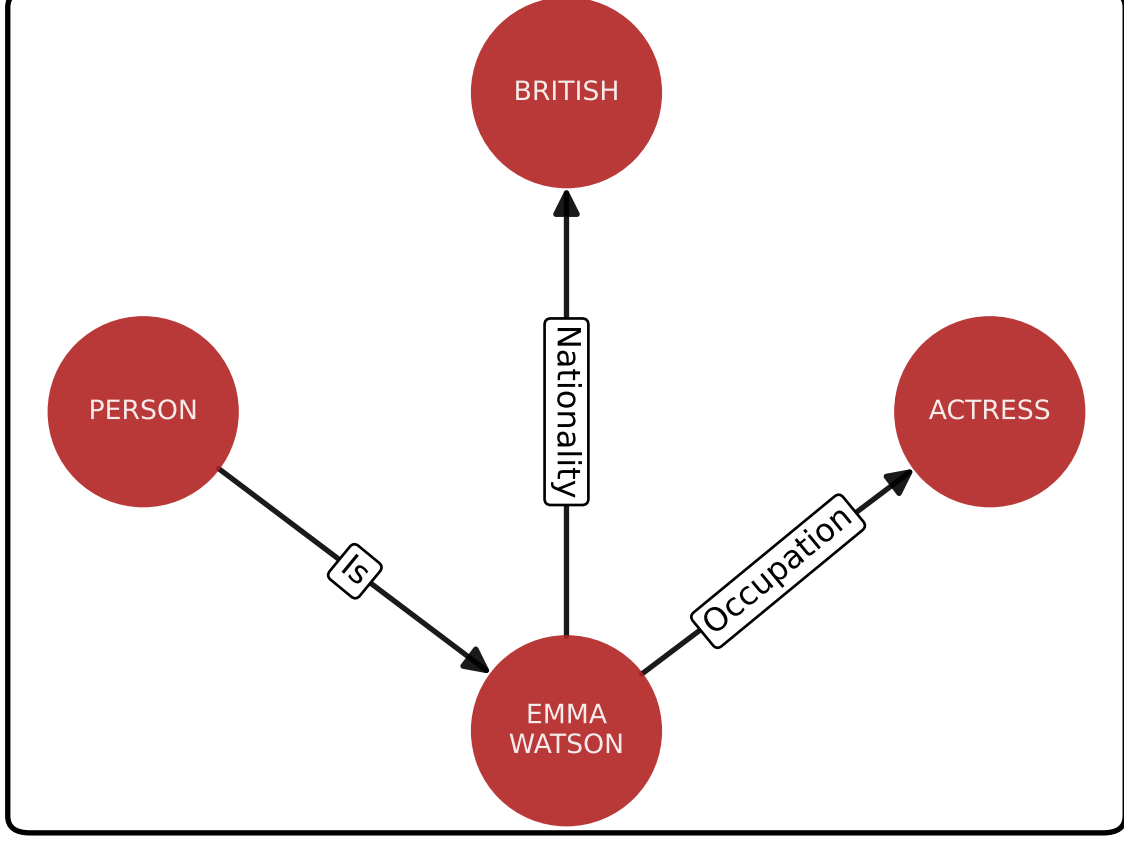 BRITISH
Nationality
PERSON
ACTRESS
Is
Occupation
EMMA
WATSON